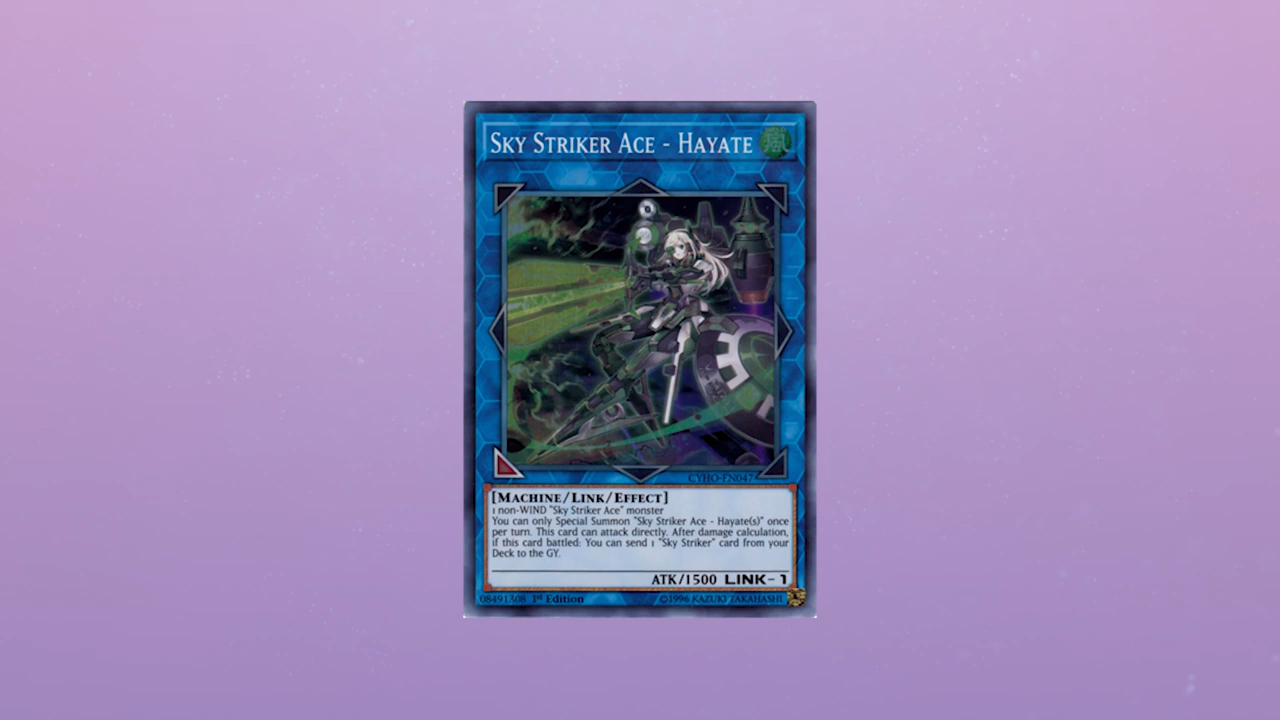 Sky Striker Ace - Hayate
CYHO-EN047
[Machine/Link/Effect]
1 non-WIND "Sky Striker Ace" monster
You can only Special Summon "Sky Striker Ace - Hayate(s)" once
per turn. This card can attack directly. After damage calculation,
if this card battled: You can send 1 "Sky Striker" card from your
Deck to the GY.
ATK/1500 LINK-1
08491308 1st Edition ©1996 KAZUKI TAKAHASHI